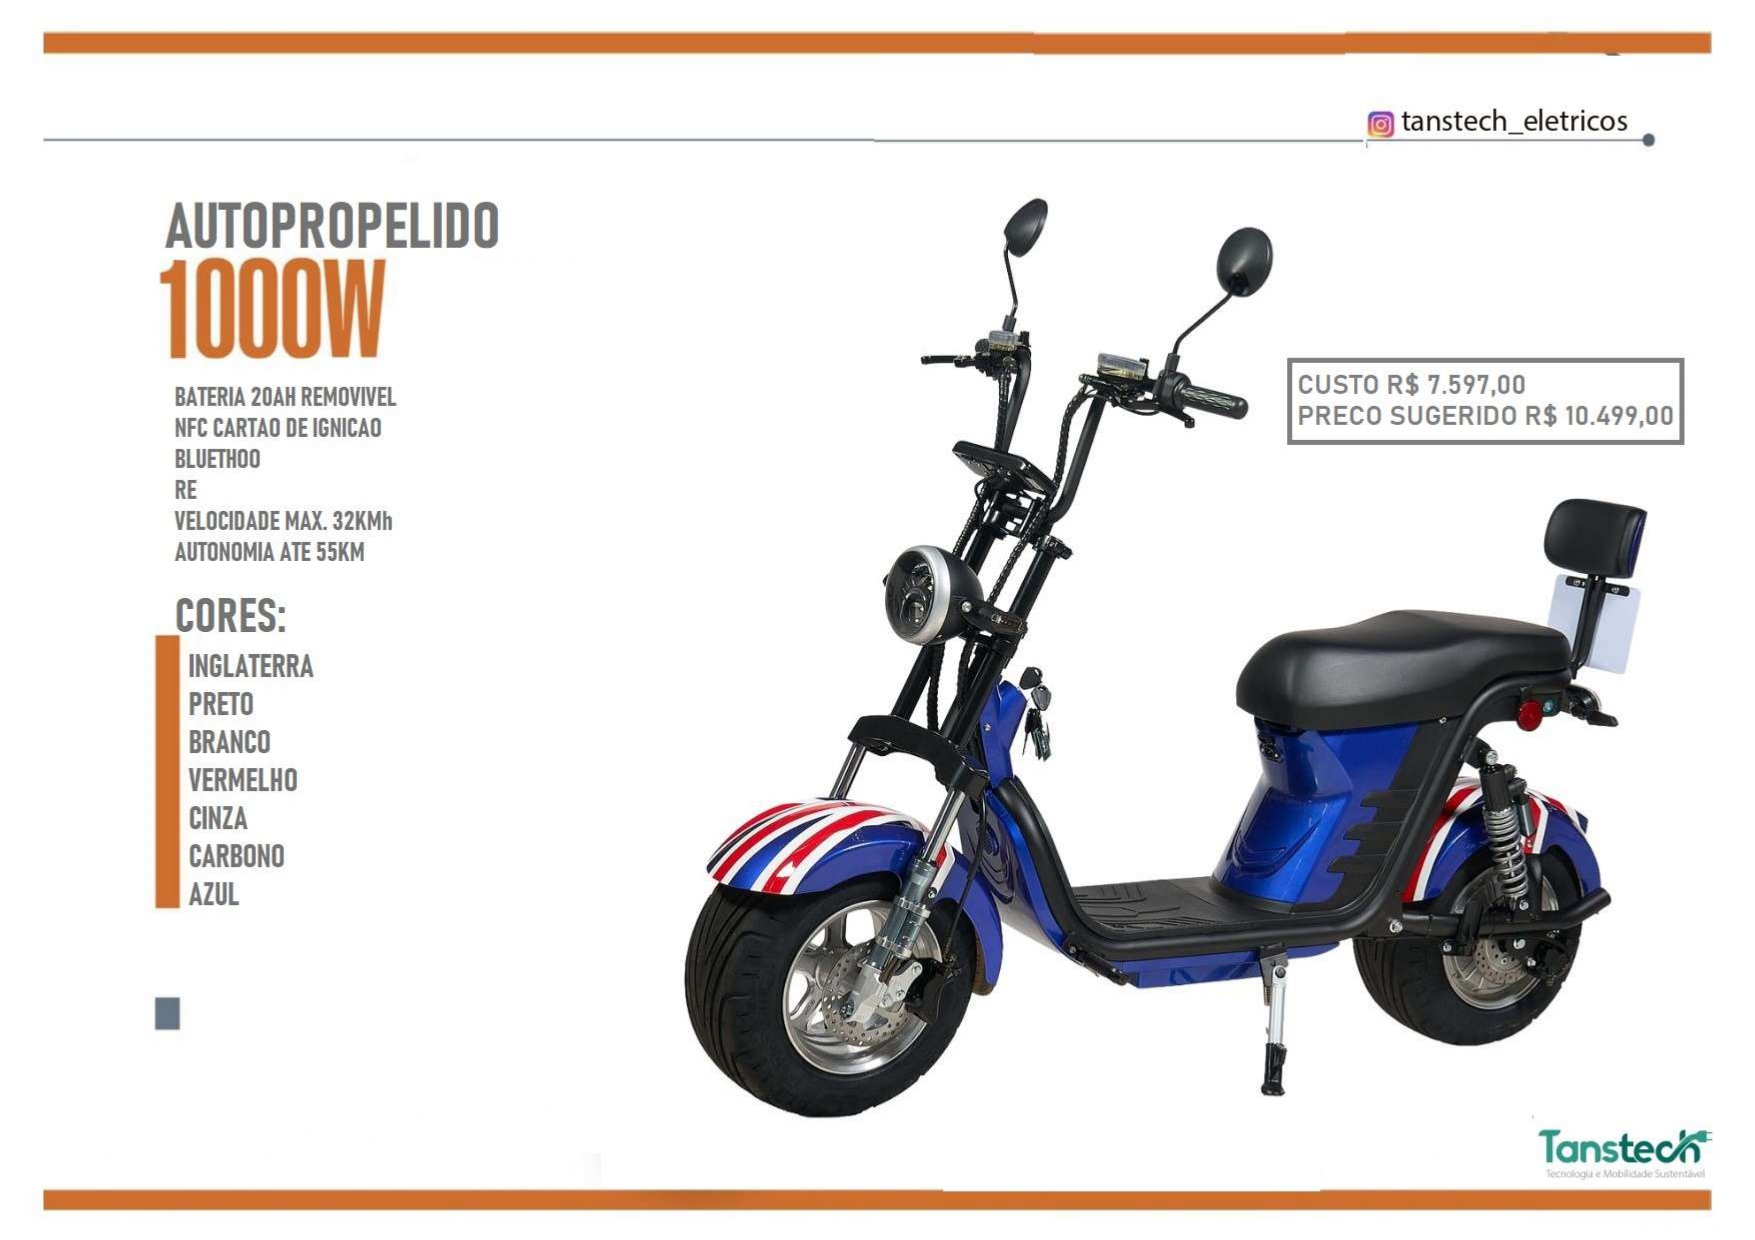 tanstech_eletricos
AUTOPROPELIDO
1000W
BATERIA 20AH REMOVIVEL
NFC CARTAO DE IGNICAO
BLUETHOO
RE
VELOCIDADE MAX. 32KMh
AUTONOMIA ATE 55KM
CUSTO R$ 7.597,00
PRECO SUGERIDO R$ 10.499,00
CORES:
INGLATERRA
PRETO
BRANCO
VERMELHO
CINZA
CARBONO
AZUL
Tanstech
Tecnologia e Mobilidade Sustentável